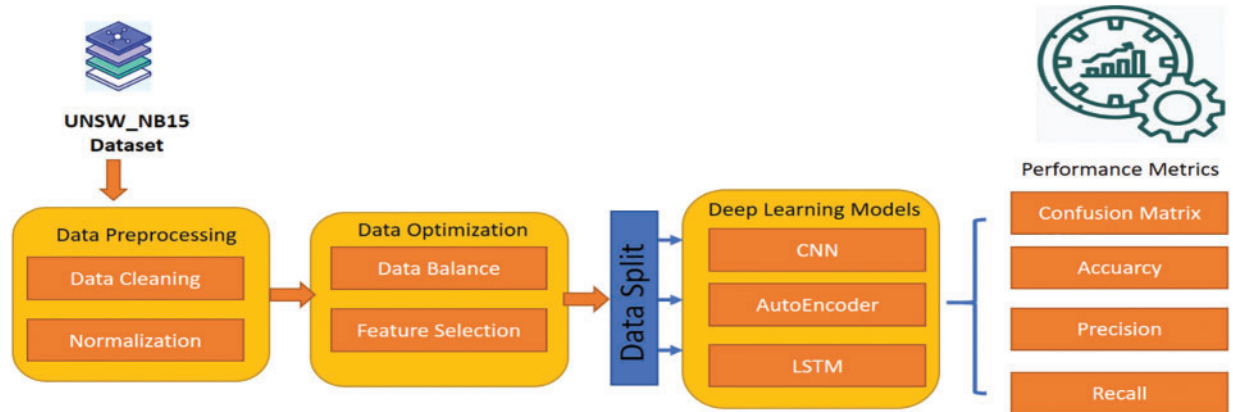 UNSW_NB15
Dataset
Data Preprocessing
Data Cleaning
Normalization
Data Optimization
Data Balance
Feature Selection
Data Split
Deep Learning Models
CNN
AutoEncoder
LSTM
Performance Metrics
Confusion Matrix
Accuarcy
Precision
Recall